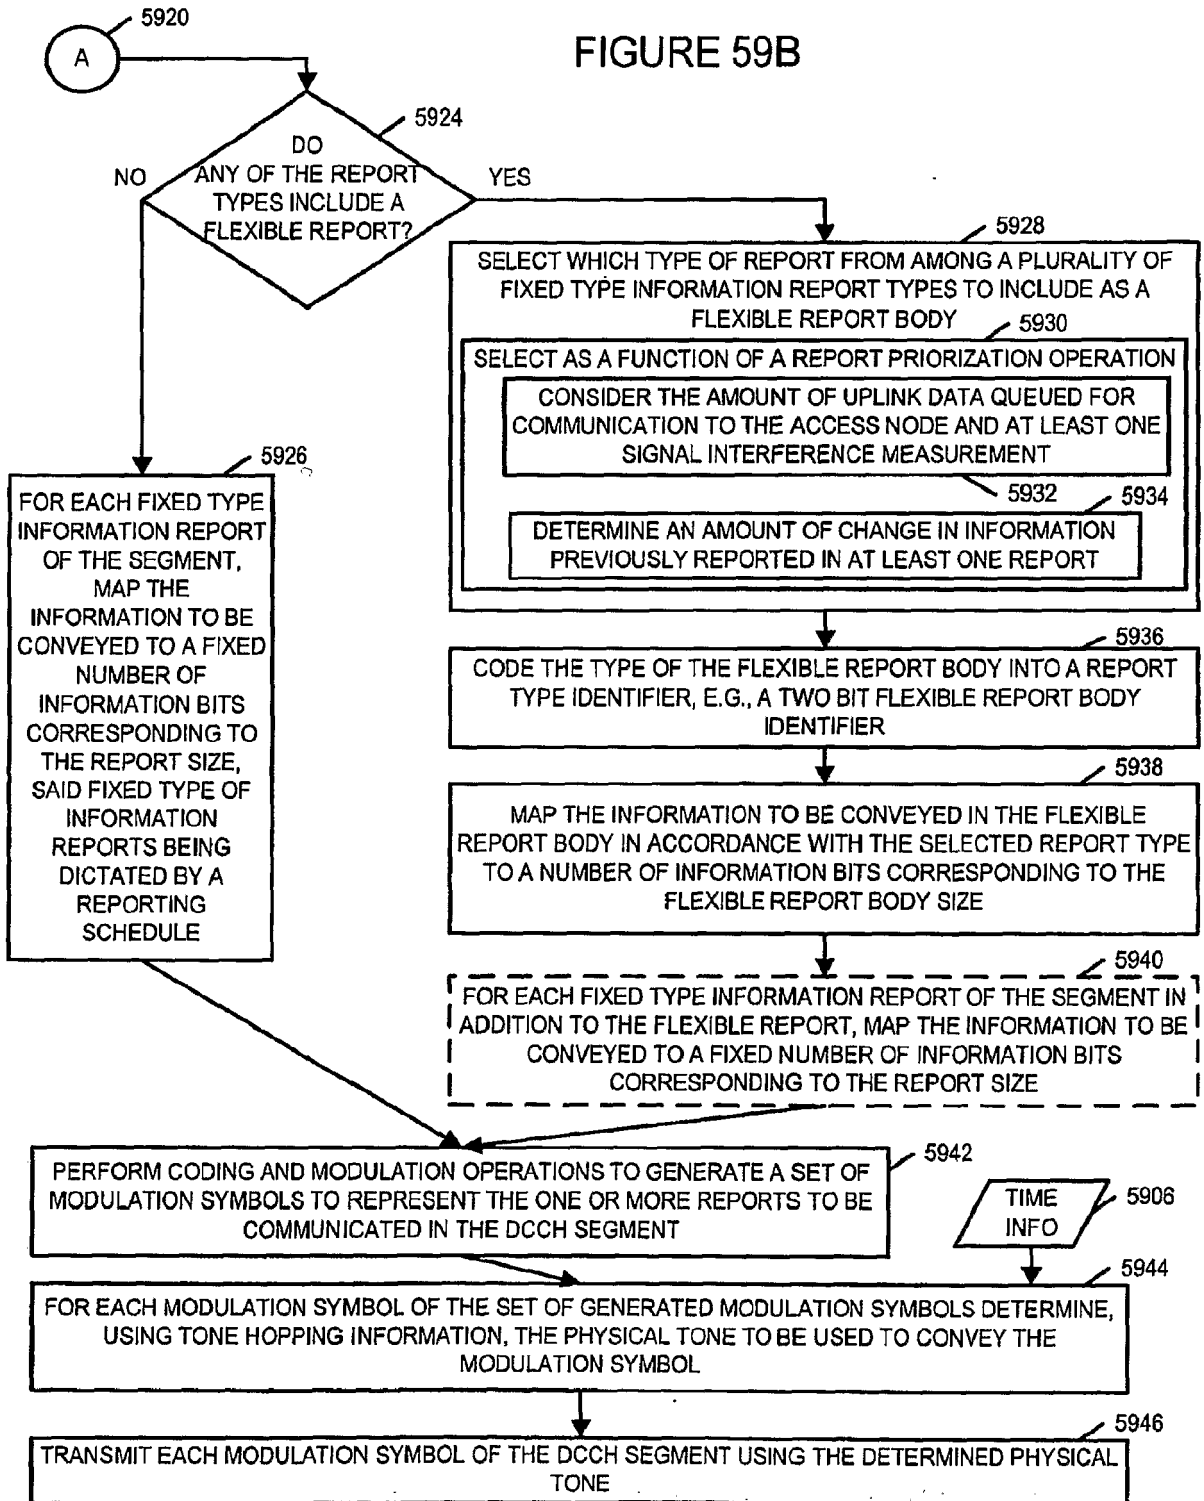 5920
A
FIGURE 59B
5924
DO
ANY OF THE REPORT
TYPES INCLUDE A
FLEXIBLE REPORT?
NO
YES
5928
SELECT WHICH TYPE OF REPORT FROM AMONG A PLURALITY OF
FIXED TYPE INFORMATION REPORT TYPES TO INCLUDE AS A
FLEXIBLE REPORT BODY
5930
SELECT AS A FUNCTION OF A REPORT PRIORIZATION OPERATION
CONSIDER THE AMOUNT OF UPLINK DATA QUEUED FOR
COMMUNICATION TO THE ACCESS NODE AND AT LEAST ONE
SIGNAL INTERFERENCE MEASUREMENT
5932
5934
DETERMINE AN AMOUNT OF CHANGE IN INFORMATION
PREVIOUSLY REPORTED IN AT LEAST ONE REPORT
5926
FOR EACH FIXED TYPE
INFORMATION REPORT
OF THE SEGMENT,
MAP THE
INFORMATION TO BE
CONVEYED TO A FIXED
NUMBER OF
INFORMATION BITS
CORRESPONDING TO
THE REPORT SIZE,
SAID FIXED TYPE OF
INFORMATION
REPORTS BEING
DICTATED BY A
REPORTING
SCHEDULE
5936
CODE THE TYPE OF THE FLEXIBLE REPORT BODY INTO A REPORT
TYPE IDENTIFIER, E.G., A TWO BIT FLEXIBLE REPORT BODY
IDENTIFIER
5938
MAP THE INFORMATION TO BE CONVEYED IN THE FLEXIBLE
REPORT BODY IN ACCORDANCE WITH THE SELECTED REPORT TYPE
TO A NUMBER OF INFORMATION BITS CORRESPONDING TO THE
FLEXIBLE REPORT BODY SIZE
5940
FOR EACH FIXED TYPE INFORMATION REPORT OF THE SEGMENT IN
ADDITION TO THE FLEXIBLE REPORT, MAP THE INFORMATION TO BE
CONVEYED TO A FIXED NUMBER OF INFORMATION BITS
CORRESPONDING TO THE REPORT SIZE
5942
PERFORM CODING AND MODULATION OPERATIONS TO GENERATE A SET OF
MODULATION SYMBOLS TO REPRESENT THE ONE OR MORE REPORTS TO BE
COMMUNICATED IN THE DCCH SEGMENT
TIME
INFO
5906
5944
FOR EACH MODULATION SYMBOL OF THE SET OF GENERATED MODULATION SYMBOLS DETERMINE,
USING TONE HOPPING INFORMATION, THE PHYSICAL TONE TO BE USED TO CONVEY THE
MODULATION SYMBOL
5946
TRANSMIT EACH MODULATION SYMBOL OF THE DCCH SEGMENT USING THE DETERMINED PHYSICAL
TONE